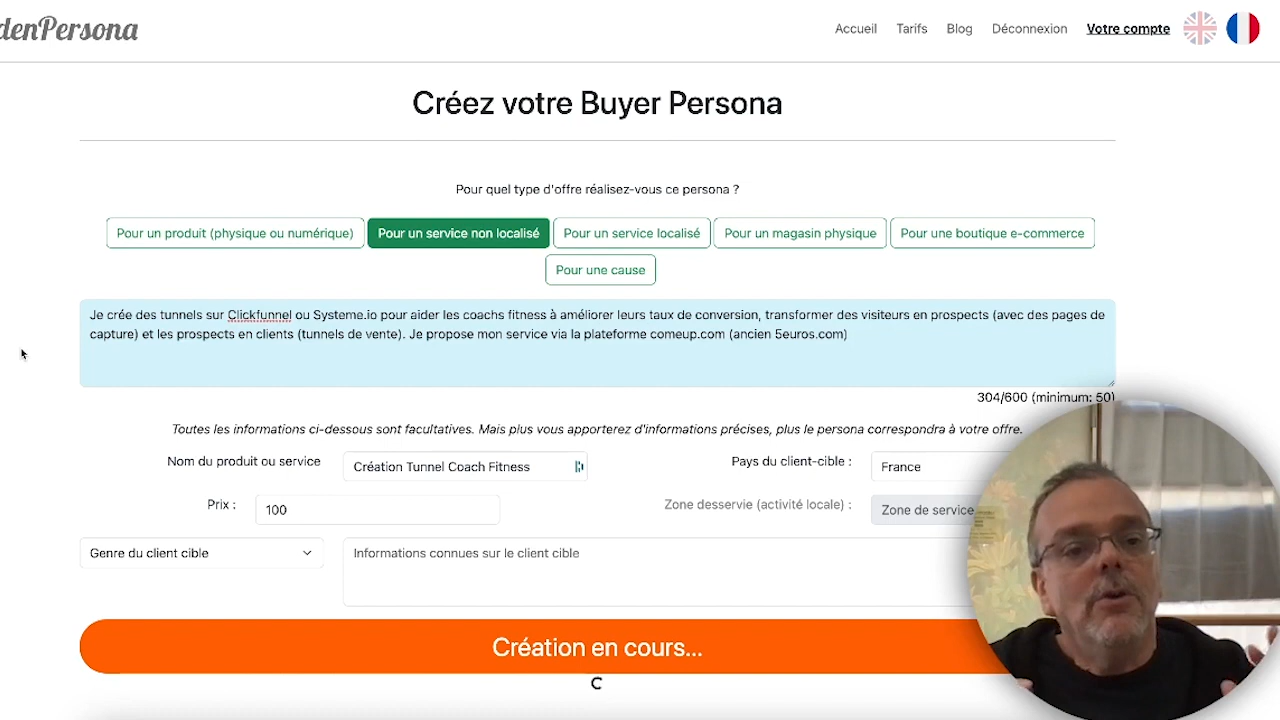 denPersona
Accueil Tarifs Blog Déconnexion Votre compte
Créez votre Buyer Persona
Pour quel type d'offre réalisez-vous ce persona ?
Pour un produit (physique ou numérique) Pour un service non localisé Pour un service localisé Pour un magasin physique Pour une boutique e-commerce
Pour une cause
Je crée des tunnels sur Clickfunnel ou Systeme.io pour aider les coachs fitness à améliorer leurs taux de conversion, transformer des visiteurs en prospects (avec des pages de
capture) et les prospects en clients (tunnels de vente). Je propose mon service via la plateforme comeup.com (ancien 5euros.com)
304/600 (minimum: 50)
Toutes les informations ci-dessous sont facultatives. Mais plus vous apporterez d'informations précises, plus le persona correspondra à votre offre.
Nom du produit ou service Création Tunnel Coach Fitness Pays du client-cible : France
Prix : 100 Zone desservie (activité locale) : Zone de service
Genre du client cible Informations connues sur le client cible
Création en cours...